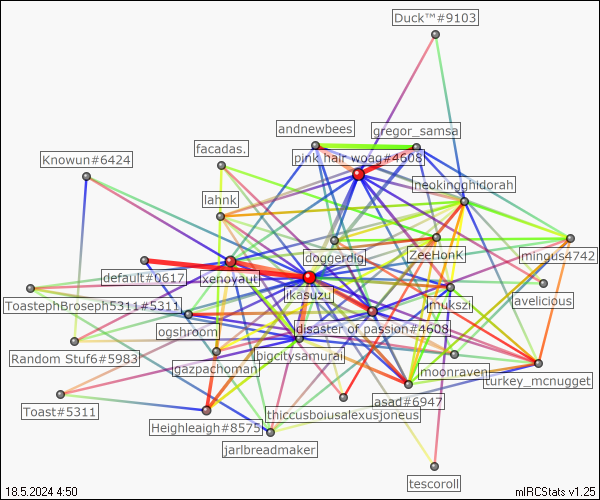 Duck™#9103
andnewbees
gregor_samsa
facadas.
Knowun#6424
pink hair woag#4608
neokingghidorah
lahnk
doggerdig
ZeeHonK
mingus4742
default#0617
xenovaut
ikasuzu
ToastephBroseph5311#5311
mukszi
avelicious
ogshroom
disaster of passion#4608
Random Stuf6#5983
gazpachoman
bigcitysamurai
moonraven
turkey_mcnugget
Toast#5311
thiccusboiusalexusjoneus
asad#6947
Heighleaigh#8575
jarlbreadmaker
tescoroll
18.5.2024 4:50
mIRCStats v1.25